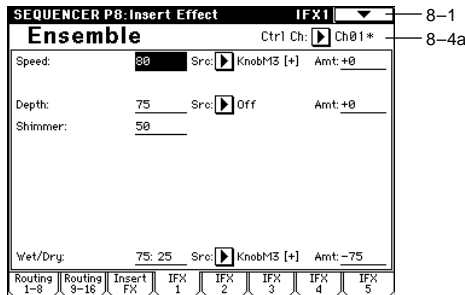 SEQUENCER P8:Insert Effect IFX1 8–1
Ensemble Ctrl Ch: Ch01* 8–4a
Speed: 80 Src: KnobM3 [+] Amt: +0
Depth: 75 Src: Off Amt: +0
Shimmer: 50
Wet/Dry: 75: 25 Src: KnobM3 [+] Amt: -75
Routing 1-8 Routing 9-16 Insert FX IFX 1 IFX 2 IFX 3 IFX 4 IFX 5